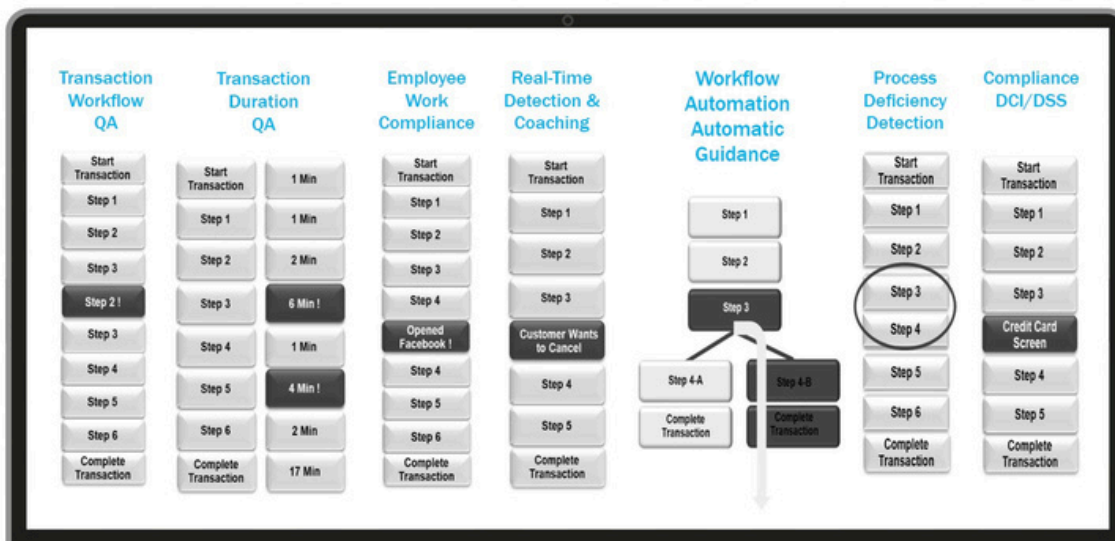 Transaction
Workflow
QA
Start
Transaction
Step 1
Step 2
Step 3
Step 2 !
Step 3
Step 4
Step 5
Step 6
Complete
Transaction
Transaction
Duration
QA
Start
Transaction
1 Min
Step 1
1 Min
Step 2
2 Min
Step 3
6 Min !
Step 4
1 Min
Step 5
4 Min !
Step 6
2 Min
Complete
Transaction
17 Min
Employee
Work
Compliance
Start
Transaction
Step 1
Step 2
Step 3
Step 4
Opened
Facebook !
Step 4
Step 5
Step 6
Complete
Transaction
Real-Time
Detection &
Coaching
Start
Transaction
Step 1
Step 2
Step 3
Customer Wants
to Cancel
Step 4
Step 5
Complete
Transaction
Workflow
Automation
Automatic
Guidance
Step 1
Step 2
Step 3
Step 4-A
Step 4-B
Complete
Transaction
Complete
Transaction
Process
Deficiency
Detection
Start
Transaction
Step 1
Step 2
Step 3
Step 4
Step 5
Step 6
Complete
Transaction
Compliance
DCI/DSS
Start
Transaction
Step 1
Step 2
Step 3
Credit Card
Screen
Step 4
Step 5
Complete
Transaction